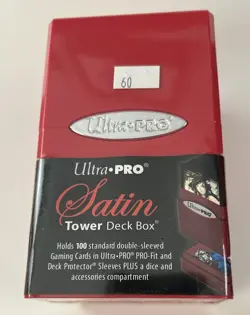 60
Ultra•PRO®
Ultra•PRO®
Satin
Tower Deck Box®
Holds 100 standard double-sleeved
Gaming Cards in Ultra•PRO® PRO-Fit and
Deck Protector® Sleeves PLUS a dice and
accessories compartment